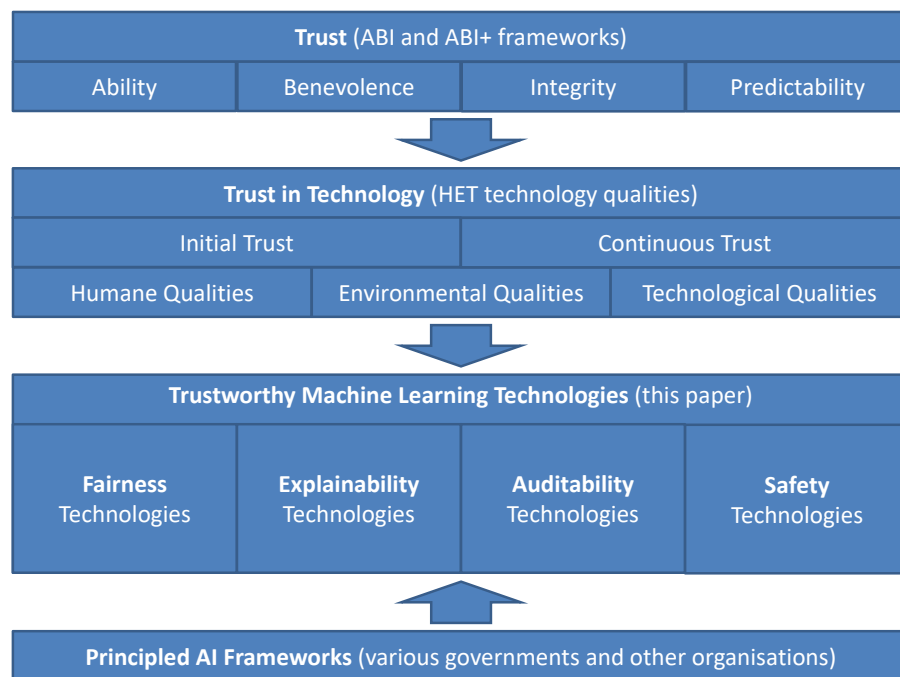 Trust (ABI and ABI+ frameworks)
Ability Benevolence Integrity Predictability
Trust in Technology (HET technology qualities)
Initial Trust Continuous Trust
Humane Qualities Environmental Qualities Technological Qualities
Trustworthy Machine Learning Technologies (this paper)
Fairness Explainability Auditability Safety
Technologies Technologies Technologies Technologies
Principled AI Frameworks (various governments and other organisations)